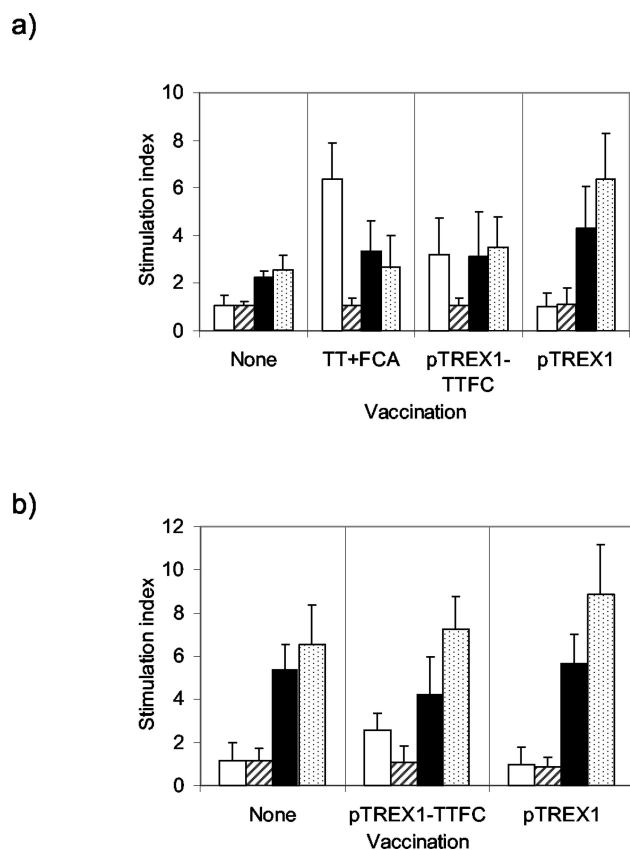 a)
10
8
6
4
2
0
Stimulation index
None
TT+FCA
pTREX1-
TTFC
pTREX1
Vaccination
b)
12
10
8
6
4
2
0
Stimulation index
None
pTREX1-TTFC
pTREX1
Vaccination